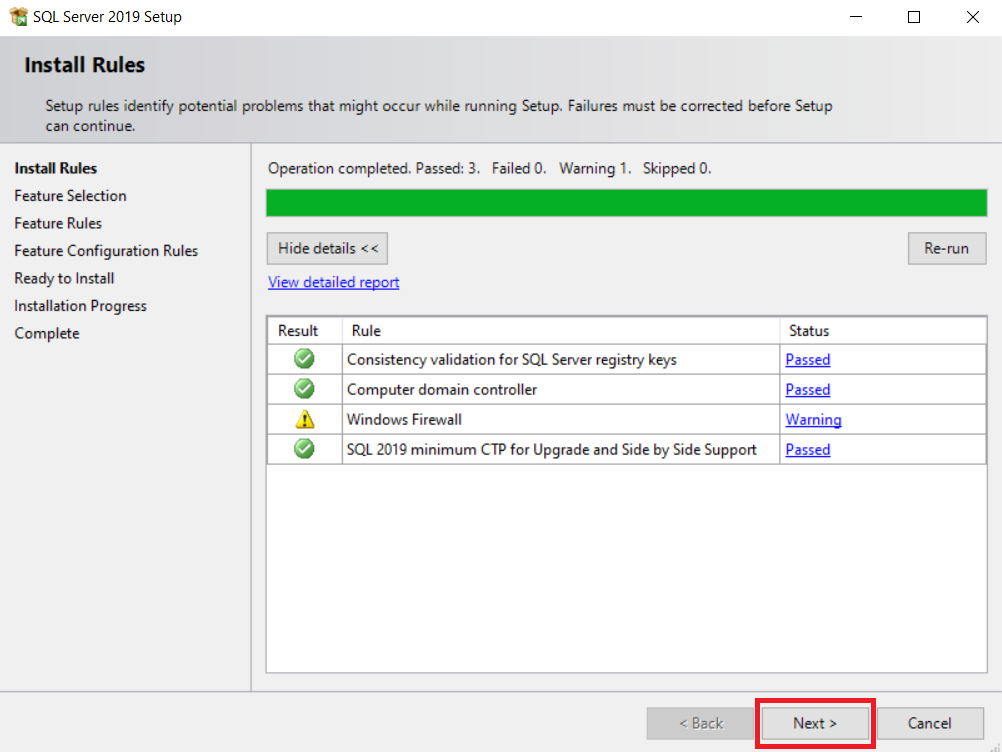 SQL Server 2019 Setup
Install Rules
Setup rules identify potential problems that might occur while running Setup. Failures must be corrected before Setup
can continue.
Install Rules
Feature Selection
Feature Rules
Feature Configuration Rules
Ready to Install
Installation Progress
Complete
Operation completed. Passed: 3. Failed 0. Warning 1. Skipped 0.
Hide details <<
Re-run
View detailed report
Result Rule Status
Consistency validation for SQL Server registry keys Passed
Computer domain controller Passed
Windows Firewall Warning
SQL 2019 minimum CTP for Upgrade and Side by Side Support Passed
< Back Next > Cancel